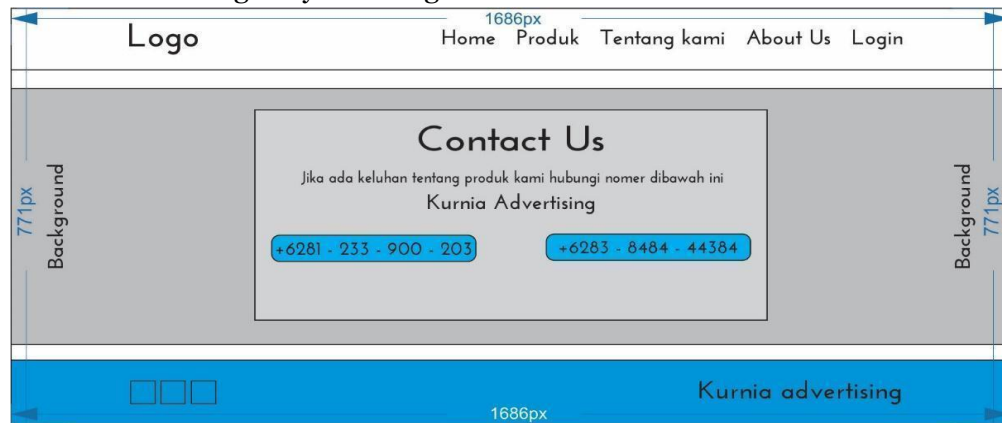 1686px
Logo Home Produk Tentang kami About Us Login
Contact Us
Jika ada keluhan tentang produk kami hubungi nomer dibawah ini
Kurnia Advertising
+6281 - 233 - 900 - 203 +6283 - 8484 - 44384
771px
Background
Background
771px
Kurnia advertising
1686px